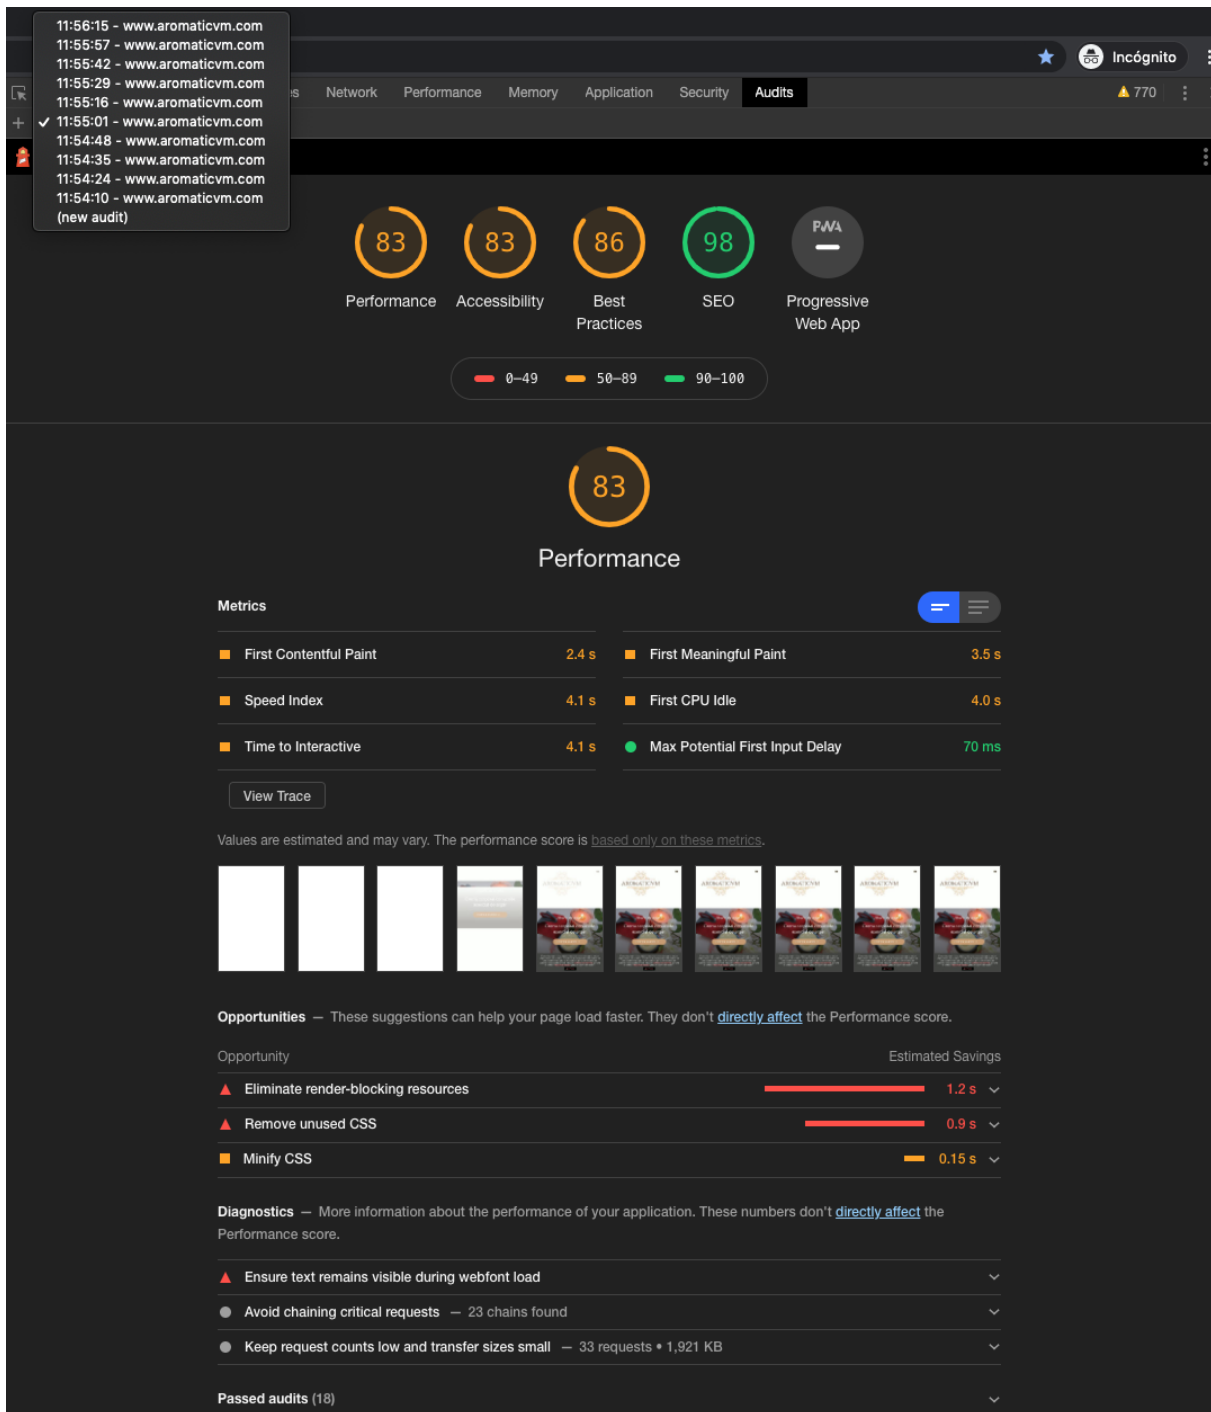 11:56:15 - www.aromaticvm.com
11:55:57 - www.aromaticvm.com
11:55:42 - www.aromaticvm.com
11:55:29 - www.aromaticvm.com
11:55:16 - www.aromaticvm.com
✓ 11:55:01 - www.aromaticvm.com
11:54:48 - www.aromaticvm.com
11:54:35 - www.aromaticvm.com
11:54:24 - www.aromaticvm.com
11:54:10 - www.aromaticvm.com
(new audit)
Incógnito
Network Performance Memory Application Security Audits 770
83 83 86 98 PWA
Performance Accessibility Best Practices SEO Progressive Web App
0–49 50–89 90–100
83
Performance
Metrics
First Contentful Paint 2.4 s First Meaningful Paint 3.5 s
Speed Index 4.1 s First CPU Idle 4.0 s
Time to Interactive 4.1 s Max Potential First Input Delay 70 ms
View Trace
Values are estimated and may vary. The performance score is based only on these metrics.
Opportunities — These suggestions can help your page load faster. They don't directly affect the Performance score.
Opportunity Estimated Savings
Eliminate render-blocking resources 1.2 s
Remove unused CSS 0.9 s
Minify CSS 0.15 s
Diagnostics — More information about the performance of your application. These numbers don't directly affect the
Performance score.
Ensure text remains visible during webfont load
Avoid chaining critical requests — 23 chains found
Keep request counts low and transfer sizes small — 33 requests • 1,921 KB
Passed audits (18)